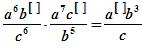 a⁶b^[ ]/c⁶ · a⁷c^[ ]/b⁵ = a^[ ]b³/c